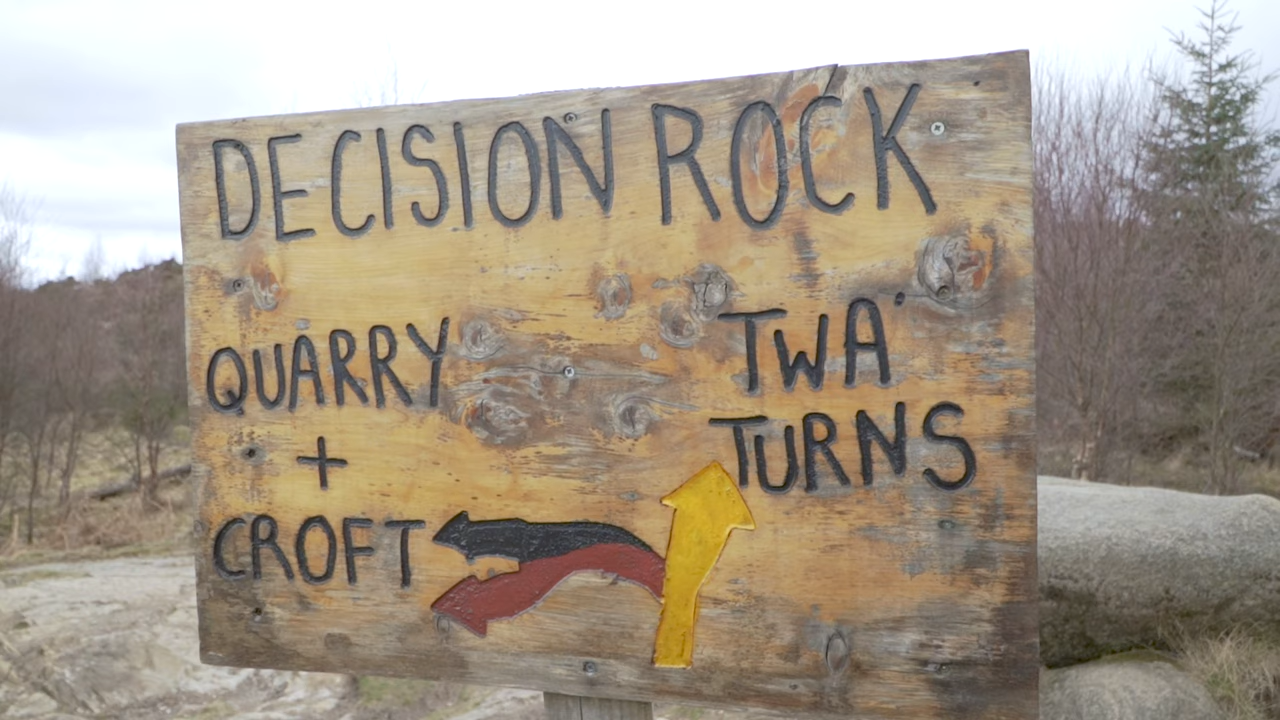 DECISION ROCK
QUARRY
+
CROFT
TWA'
TURNS